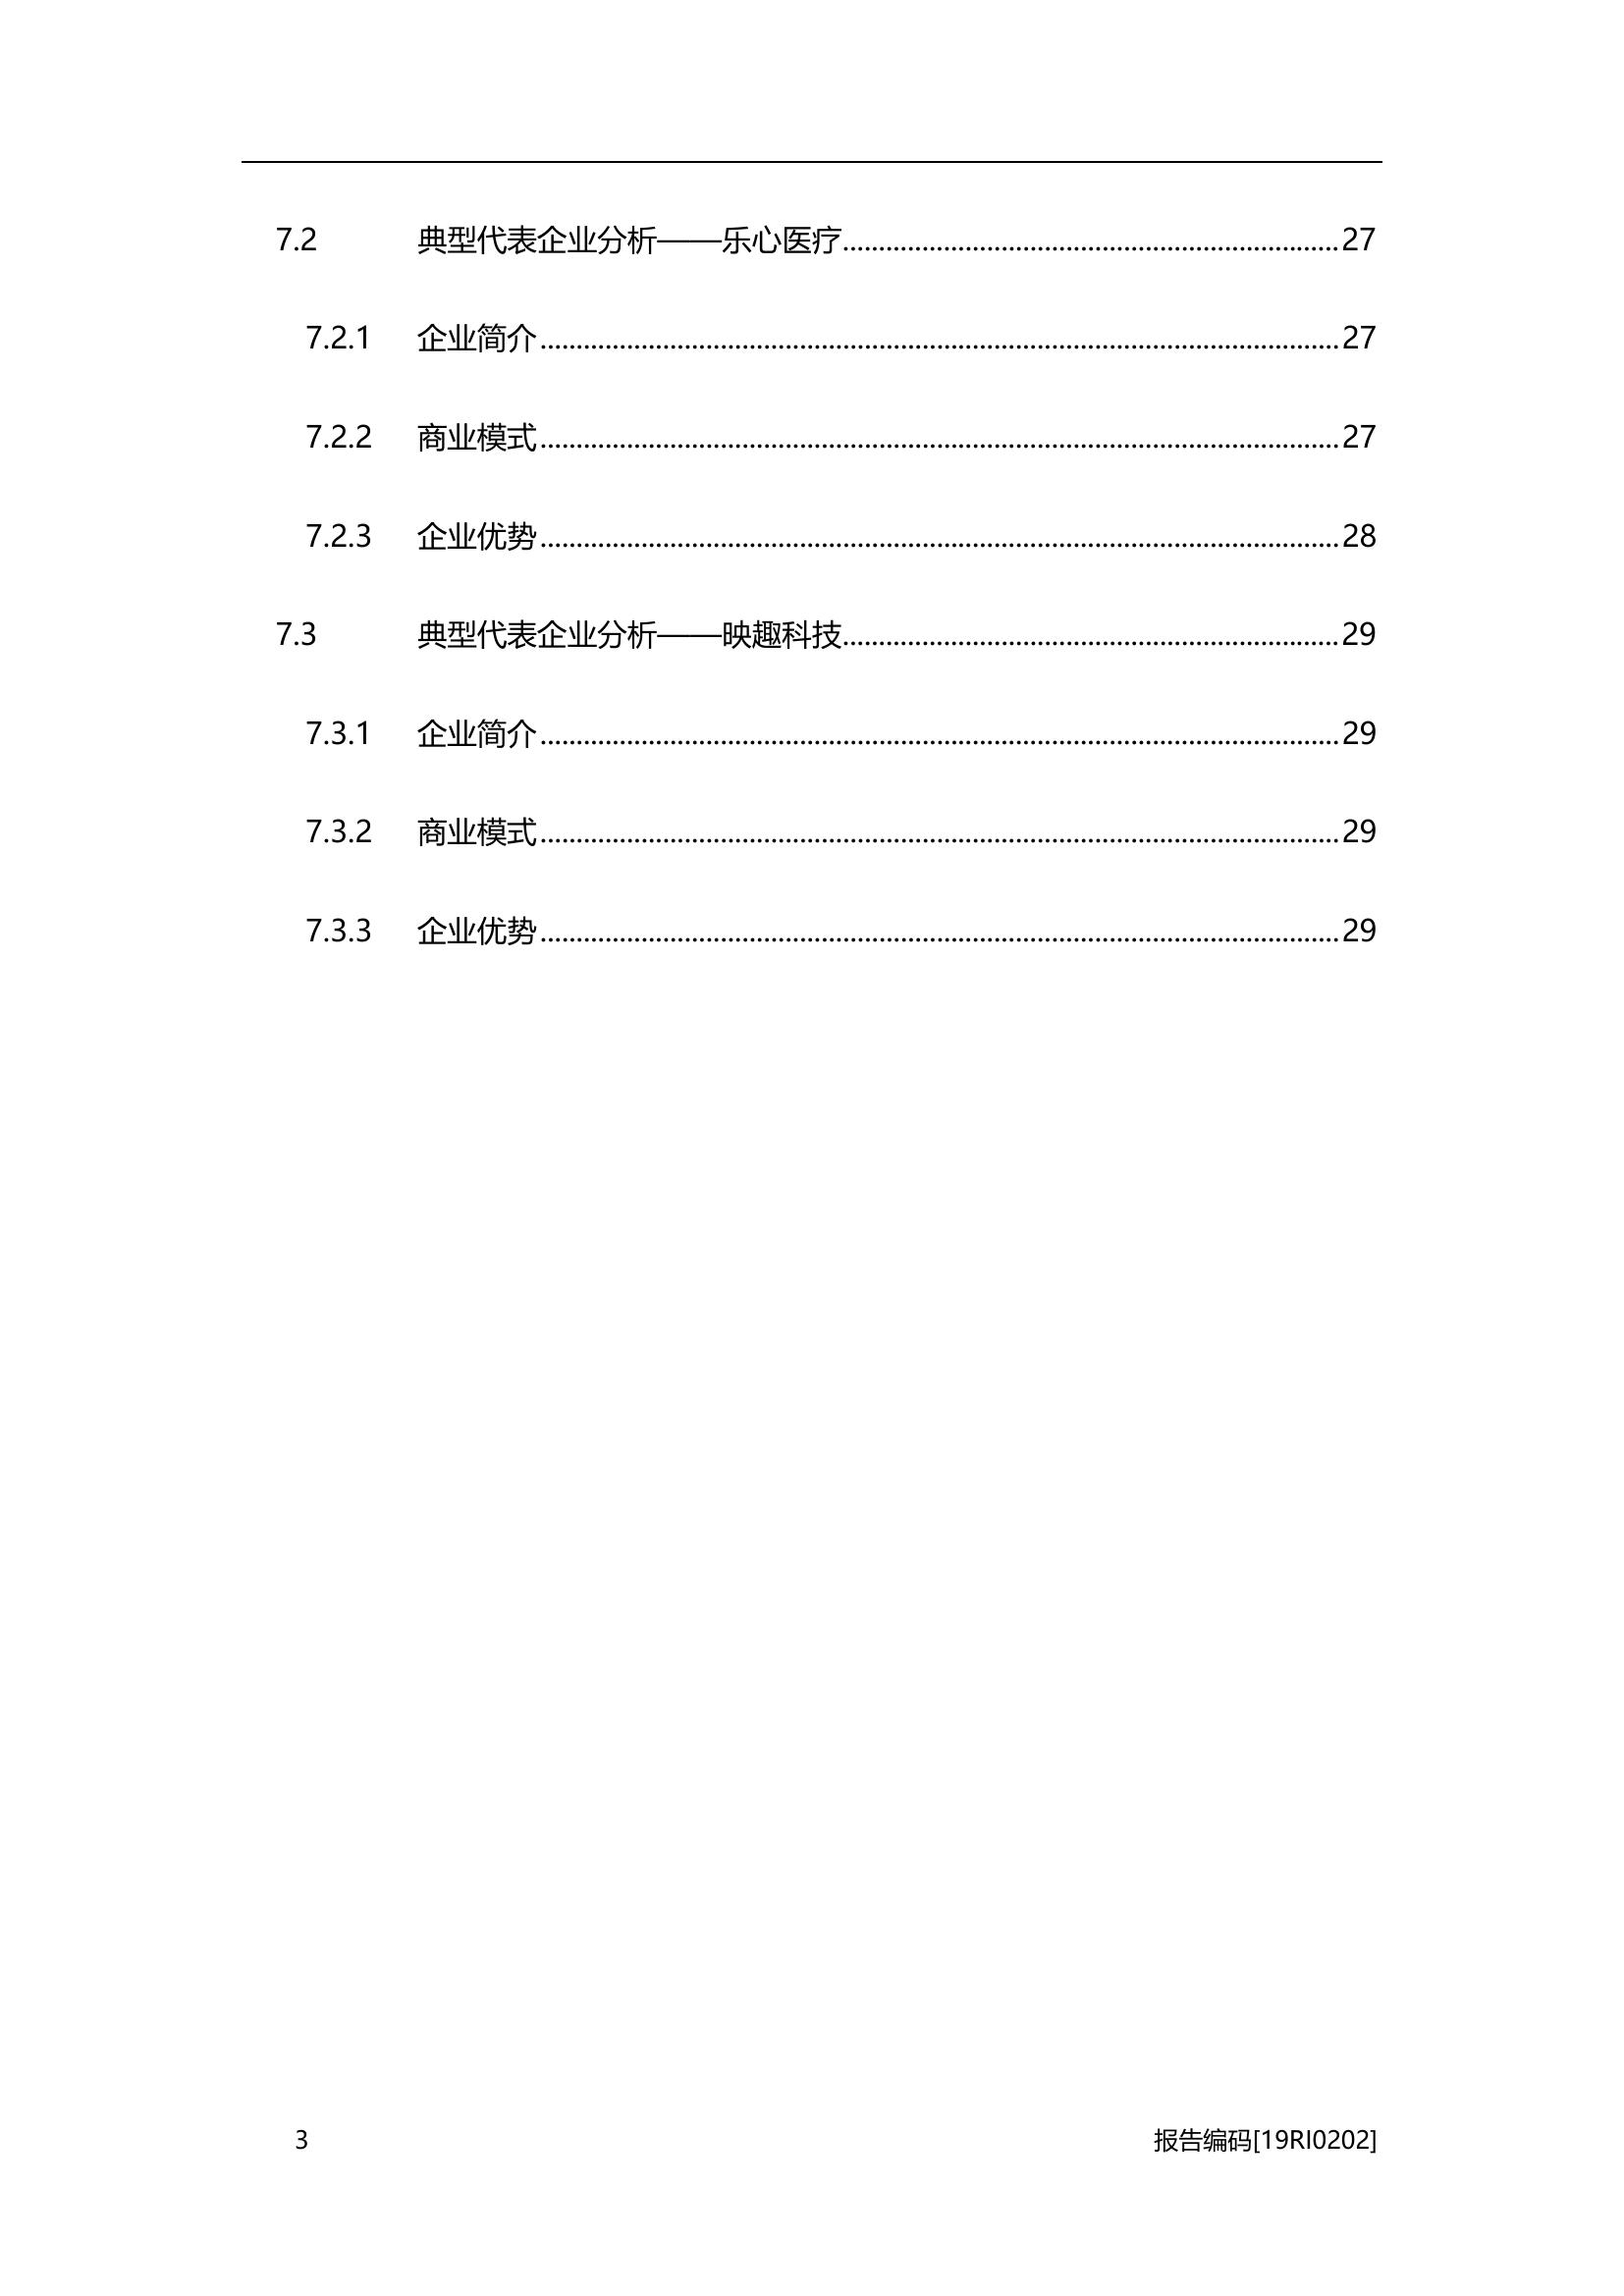 7.2 典型代表企业分析——乐心医疗........................................27
7.2.1 企业简介........................................27
7.2.2 商业模式........................................27
7.2.3 企业优势........................................28
7.3 典型代表企业分析——映趣科技........................................29
7.3.1 企业简介........................................29
7.3.2 商业模式........................................29
7.3.3 企业优势........................................29
3 报告编码[19RI0202]